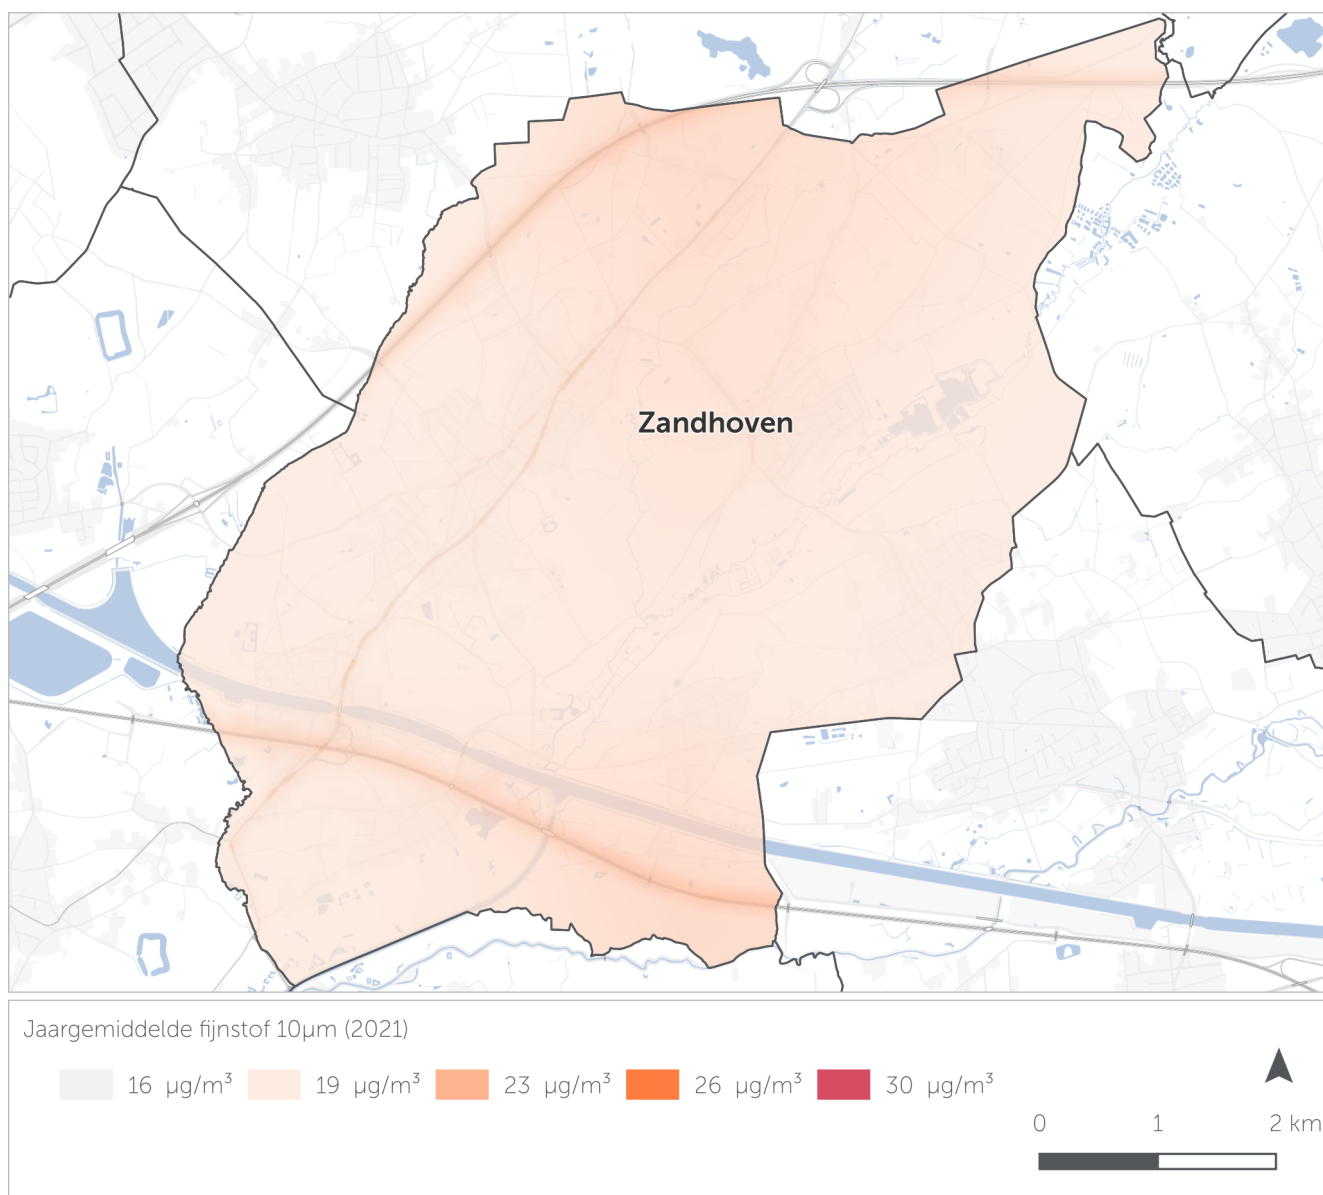 Zandhoven
Jaargemiddelde fijnstof 10µm (2021)
16 µg/m³ 19 µg/m³ 23 µg/m³ 26 µg/m³ 30 µg/m³
0 1 2 km